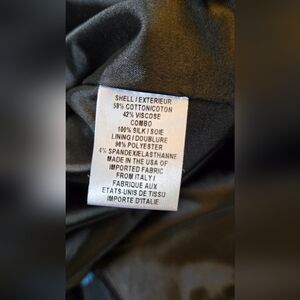 SHELL / EXTERIEUR
58% COTTON/COTON
42% VISCOSE
COMBO
100% SILK / SOIE
LINING / DOUBLURE
96% POLYESTER
4% SPANDEX/ELASTHANNE
MADE IN THE USA OF
IMPORTED FABRIC
FROM ITALY /
FABRIQUE AUX
ETATS-UNIS DE TISSU
IMPORTE D'ITALIE